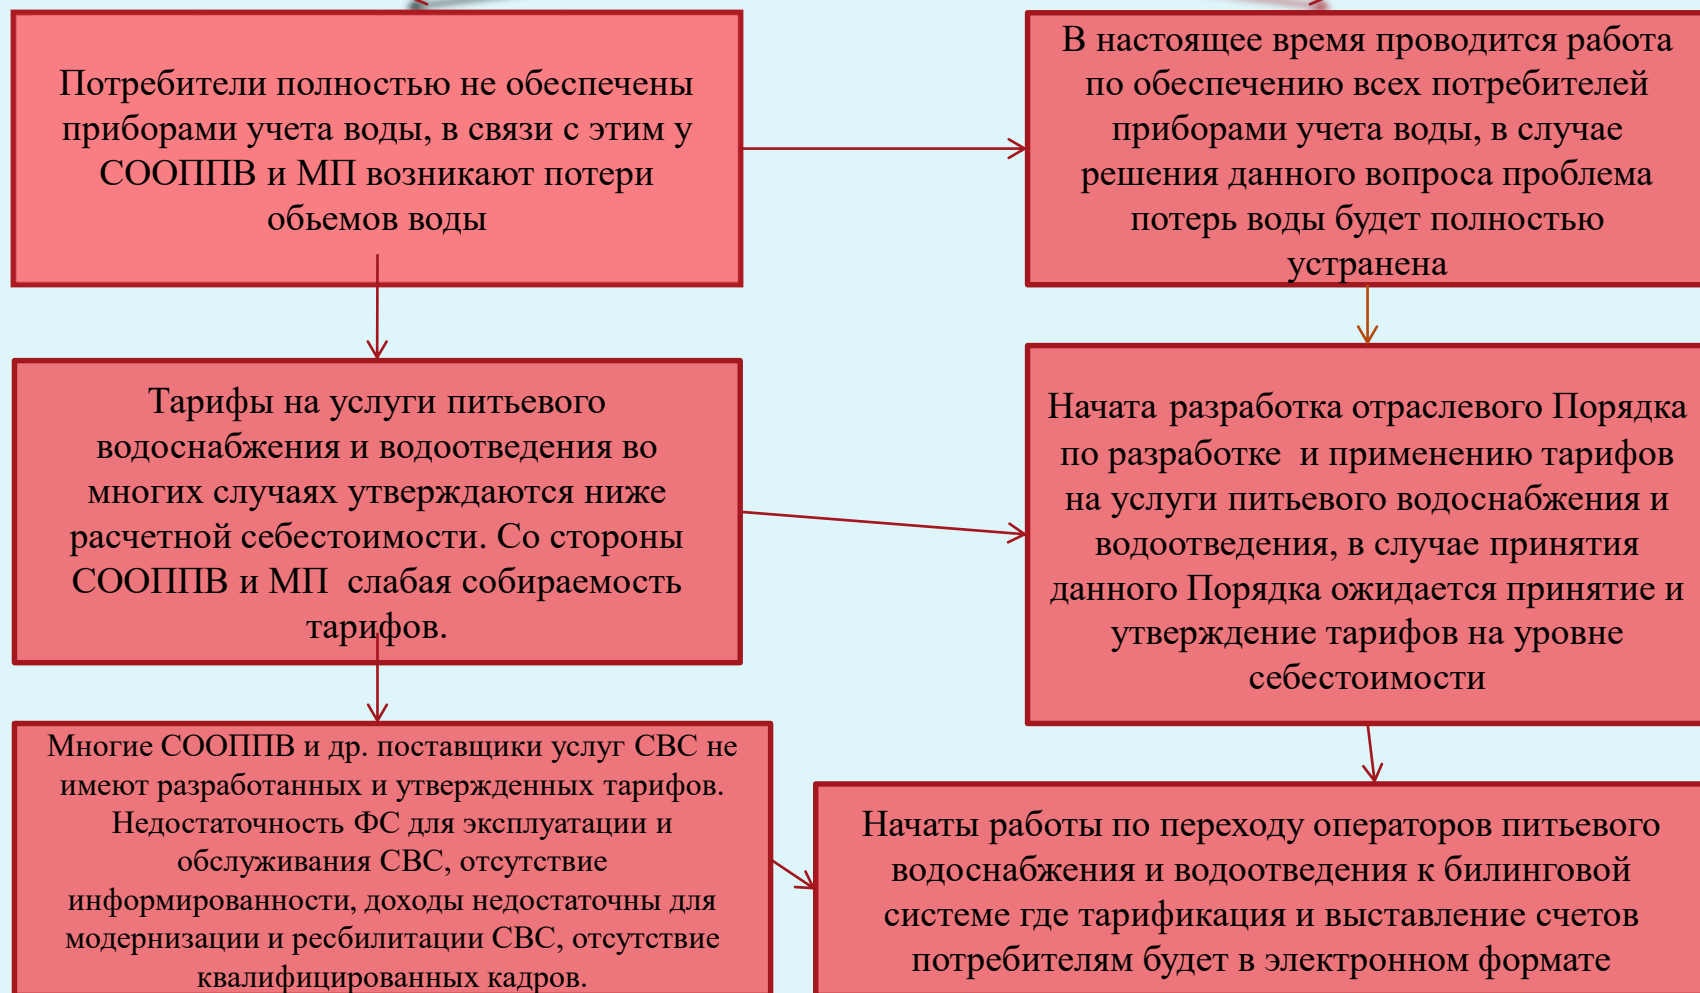 Потребители полностью не обеспечены
приборами учета воды, в связи с этим у
СООППВ и МП возникают потери
обьемов воды
В настоящее время проводится работа
по обеспечению всех потребителей
приборами учета воды, в случае
решения данного вопроса проблема
потерь воды будет полностью
устранена
Тарифы на услуги питьевого
водоснабжения и водоотведения во
многих случаях утверждаются ниже
расчетной себестоимости. Со стороны
СООППВ и МП слабая собираемость
тарифов.
Начата разработка отраслевого Порядка
по разработке и применению тарифов
на услуги питьевого водоснабжения и
водоотведения, в случае принятия
данного Порядка ожидается принятие и
утверждение тарифов на уровне
себестоимости
Многие СООППВ и др. поставщики услуг СВС не
имеют разработанных и утвержденных тарифов.
Недостаточность ФС для эксплуатации и
обслуживания СВС, отсутствие
информированности, доходы недостаточны для
модернизации и ресбилитации СВС, отсутствие
квалифицированных кадров.
Начаты работы по переходу операторов питьевого
водоснабжения и водоотведения к билинговой
системе где тарификация и выставление счетов
потребителям будет в электронном формате